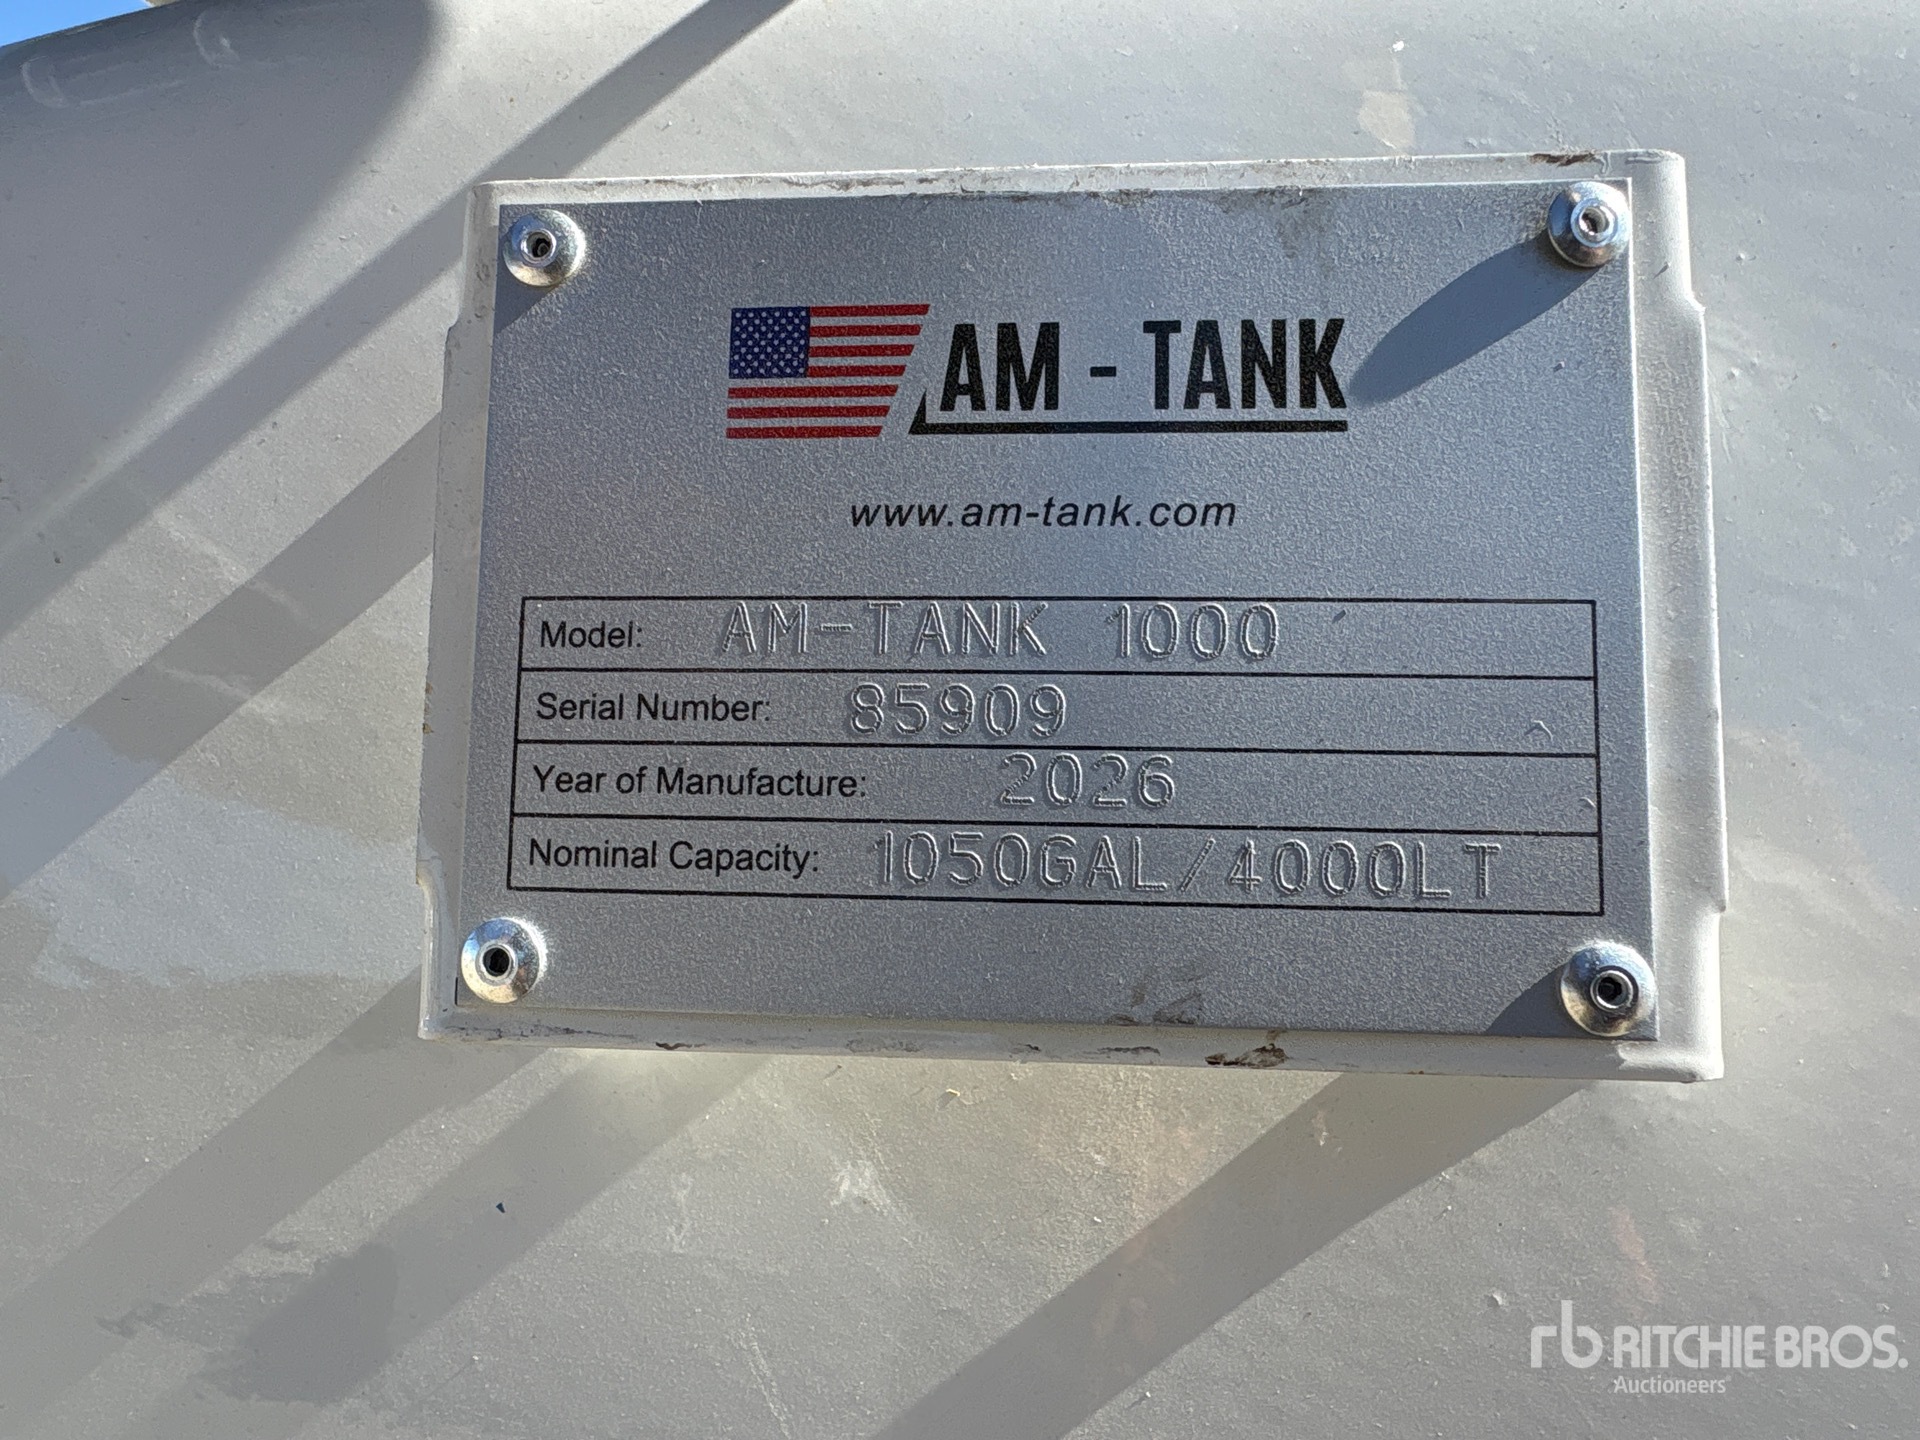 AM - TANK
www.am-tank.com
Model: AM-TANK 1000
Serial Number: 85909
Year of Manufacture: 2026
Nominal Capacity: 1050GAL/4000LT
rb RITCHIE BROS.
Auctioneers